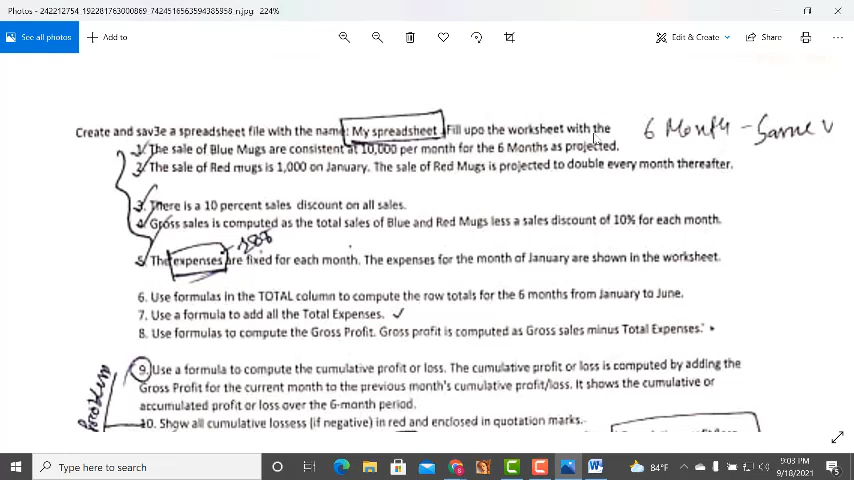 Photos - 242212754_192281763096039_7424516563594385958_n.jpg 224%
See all photos
Add to
Edit & Create
Share
Create and sav3e a spreadsheet file with the name: My spreadsheet. Fill upo the worksheet with the
6 Month - Same
1. The sale of Blue Mugs are consistent at 10,000 per month for the 6 Months as projected.
2. The sale of Red mugs is 1,000 on January. The sale of Red Mugs is projected to double every month thereafter.
3. There is a 10 percent sales discount on all sales.
4. Gross sales is computed as the total sales of Blue and Red Mugs less a sales discount of 10% for each month.
5. The expenses are fixed for each month. The expenses for the month of January are shown in the worksheet.
6. Use formulas in the TOTAL column to compute the row totals for the 6 months from January to June.
7. Use a formula to add all the Total Expenses.
8. Use formulas to compute the Gross Profit. Gross profit is computed as Gross sales minus Total Expenses.
Problem
9. Use a formula to compute the cumulative profit or loss. The cumulative profit or loss is computed by adding the
Gross Profit for the current month to the previous month's cumulative profit/loss. It shows the cumulative or
accumulated profit or loss over the 6-month period.
10. Show all cumulative lossess (if negative) in red and enclosed in quotation marks.
Type here to search
84°F
9:03 PM
9/18/2021
5